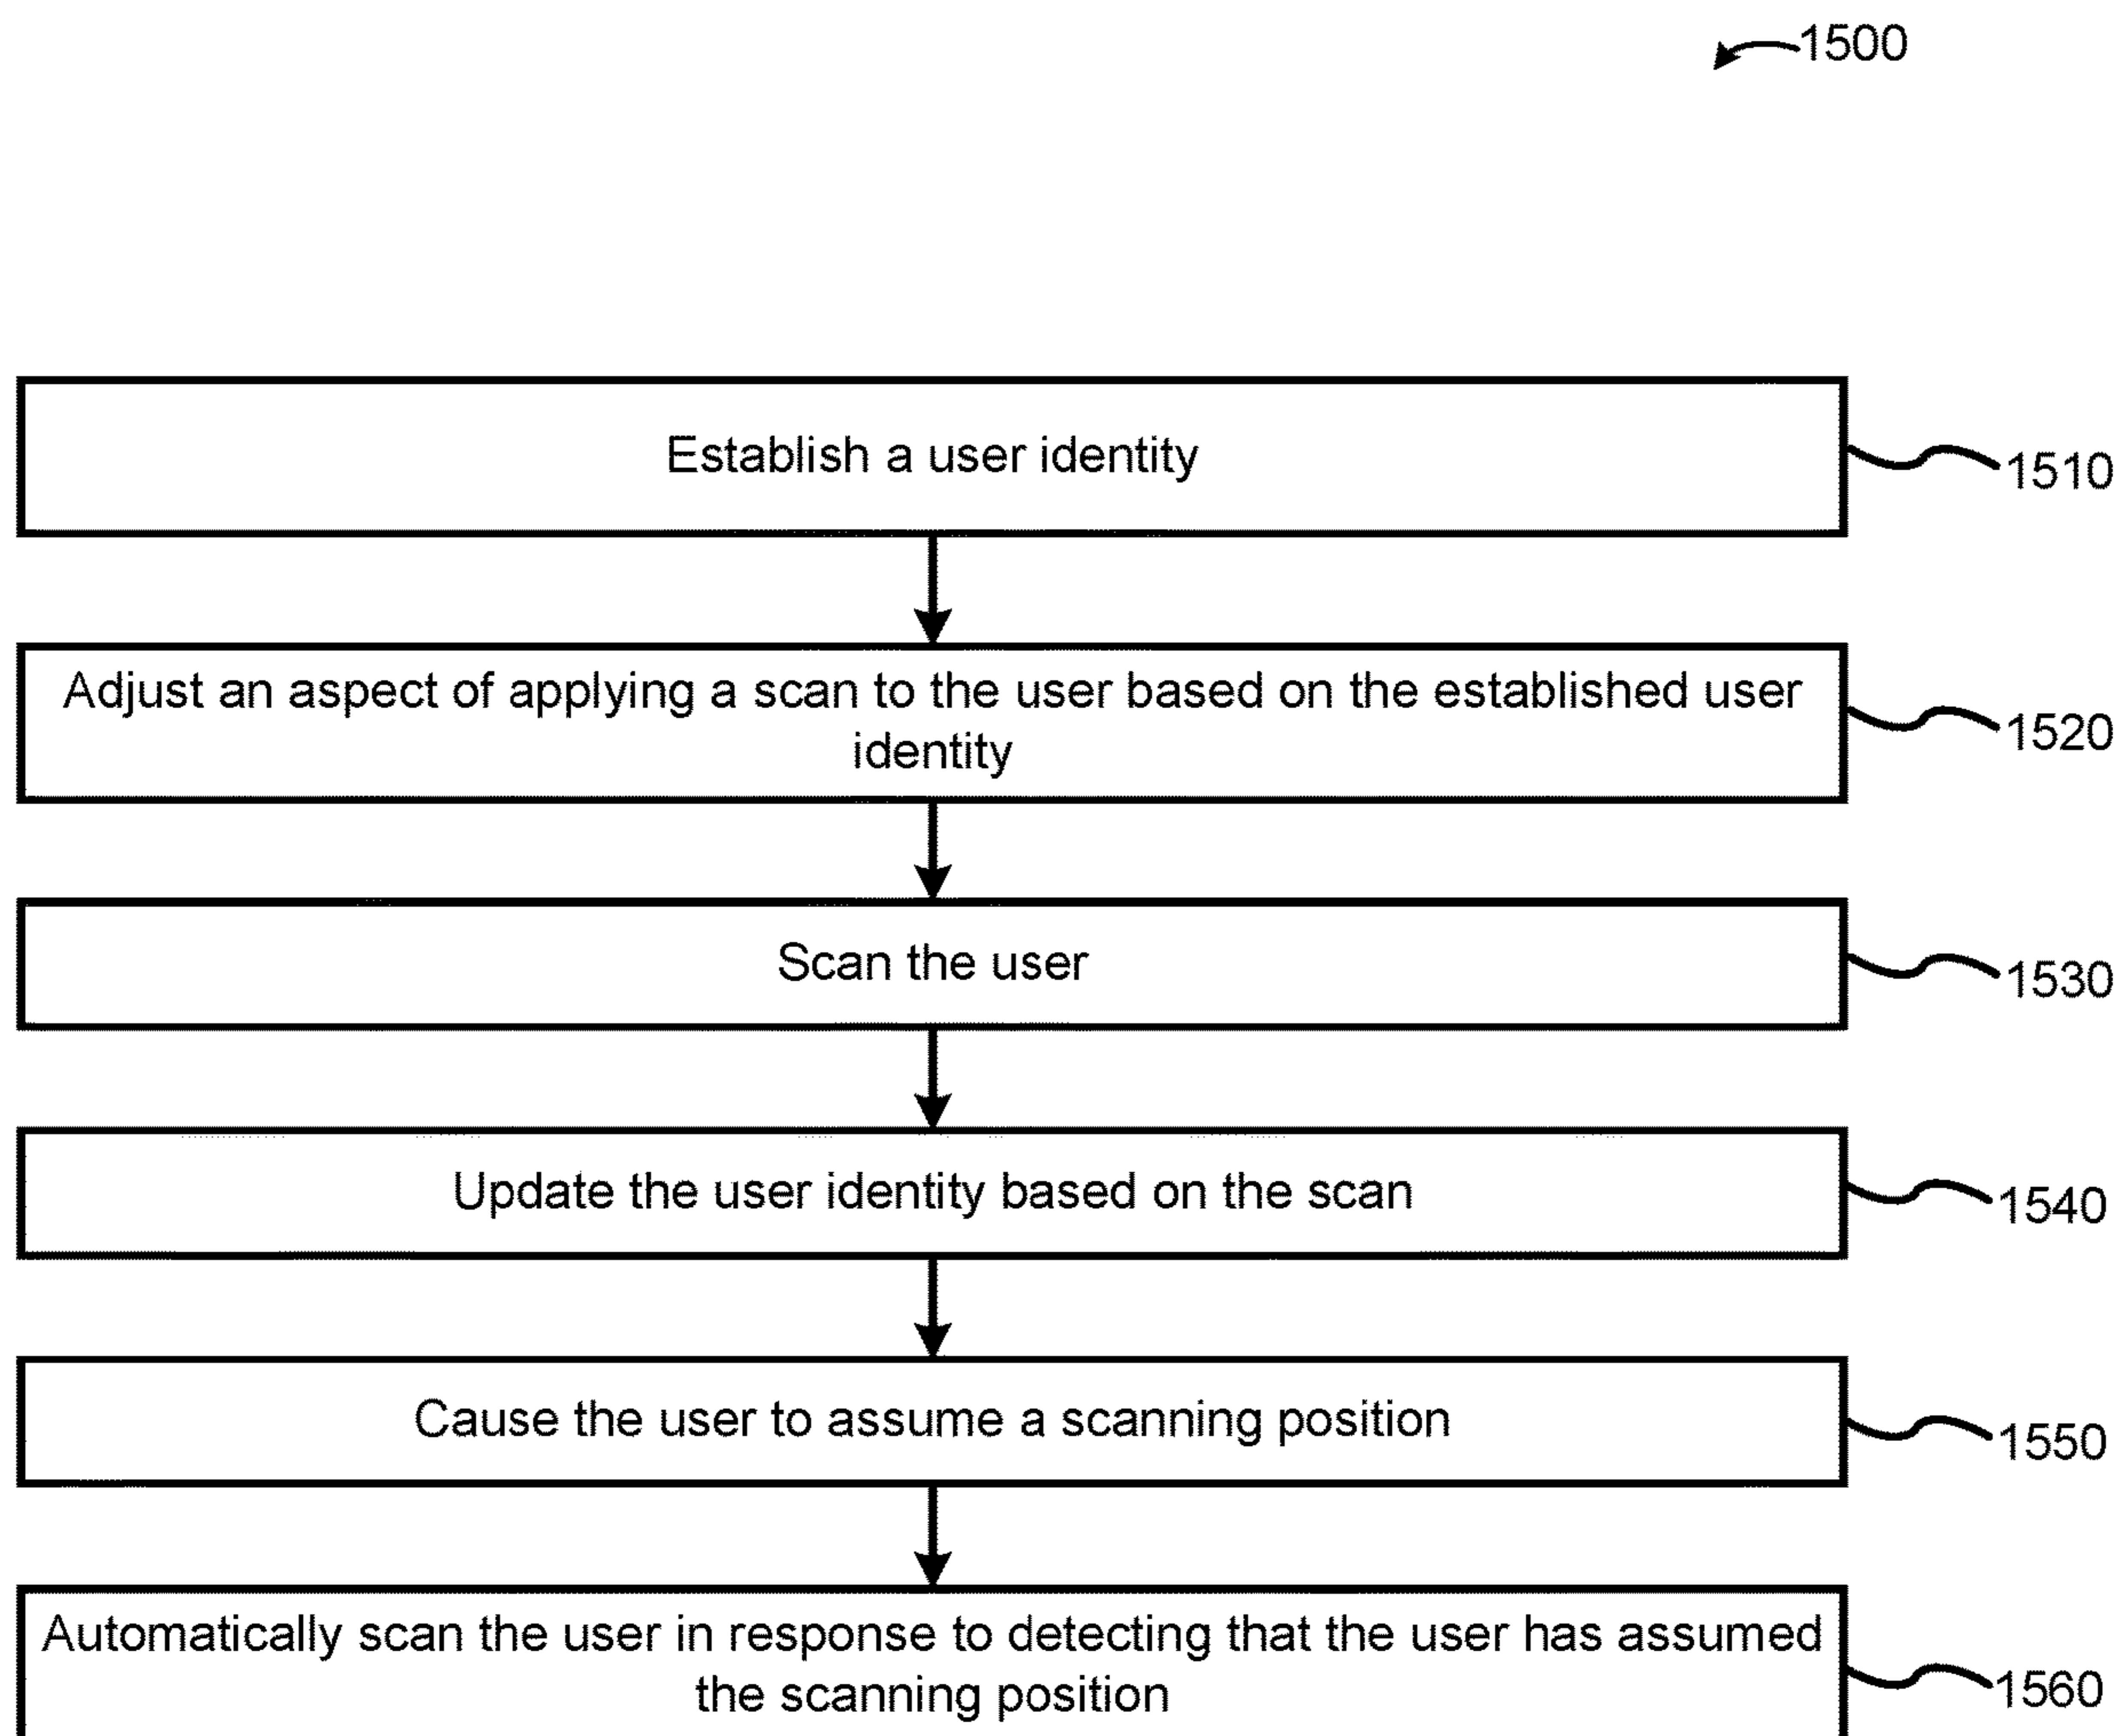 1500
Establish a user identity
1510
Adjust an aspect of applying a scan to the user based on the established user
identity
1520
Scan the user
1530
Update the user identity based on the scan
1540
Cause the user to assume a scanning position
1550
Automatically scan the user in response to detecting that the user has assumed
the scanning position
1560